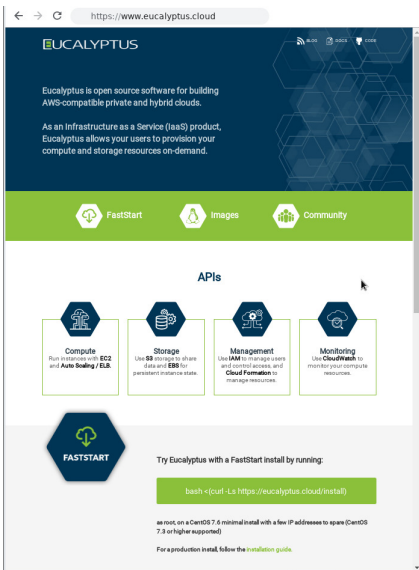 https://www.eucalyptus.cloud
EUCALYPTUS
BLOG DOCS CODE
Eucalyptus is open source software for building
AWS-compatible private and hybrid clouds.
As an Infrastructure as a Service (IaaS) product,
Eucalyptus allows your users to provision your
compute and storage resources on-demand.
FastStart Images Community
APIs
Compute
Run instances with EC2
and Auto Scaling / ELB.
Storage
Use S3 storage to share
data and EBS for
persistent instance state.
Management
Use IAM to manage users
and control access, and
Cloud Formation to
manage resources.
Monitoring
Use CloudWatch to
monitor your compute
resources.
FASTSTART
Try Eucalyptus with a FastStart install by running:
bash <(curl -Ls https://eucalyptus.cloud/install)
as root, on a CentOS 7.6 minimal install with a few IP addresses to spare (CentOS
7.3 or higher supported)
For a production install, follow the installation guide.